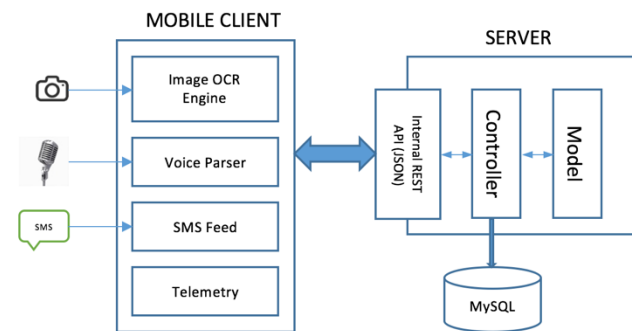 MOBILE CLIENT
Image OCR
Engine
Voice Parser
SMS
SMS Feed
Telemetry
SERVER
Internal REST
API (JSON)
Controller
Model
MySQL